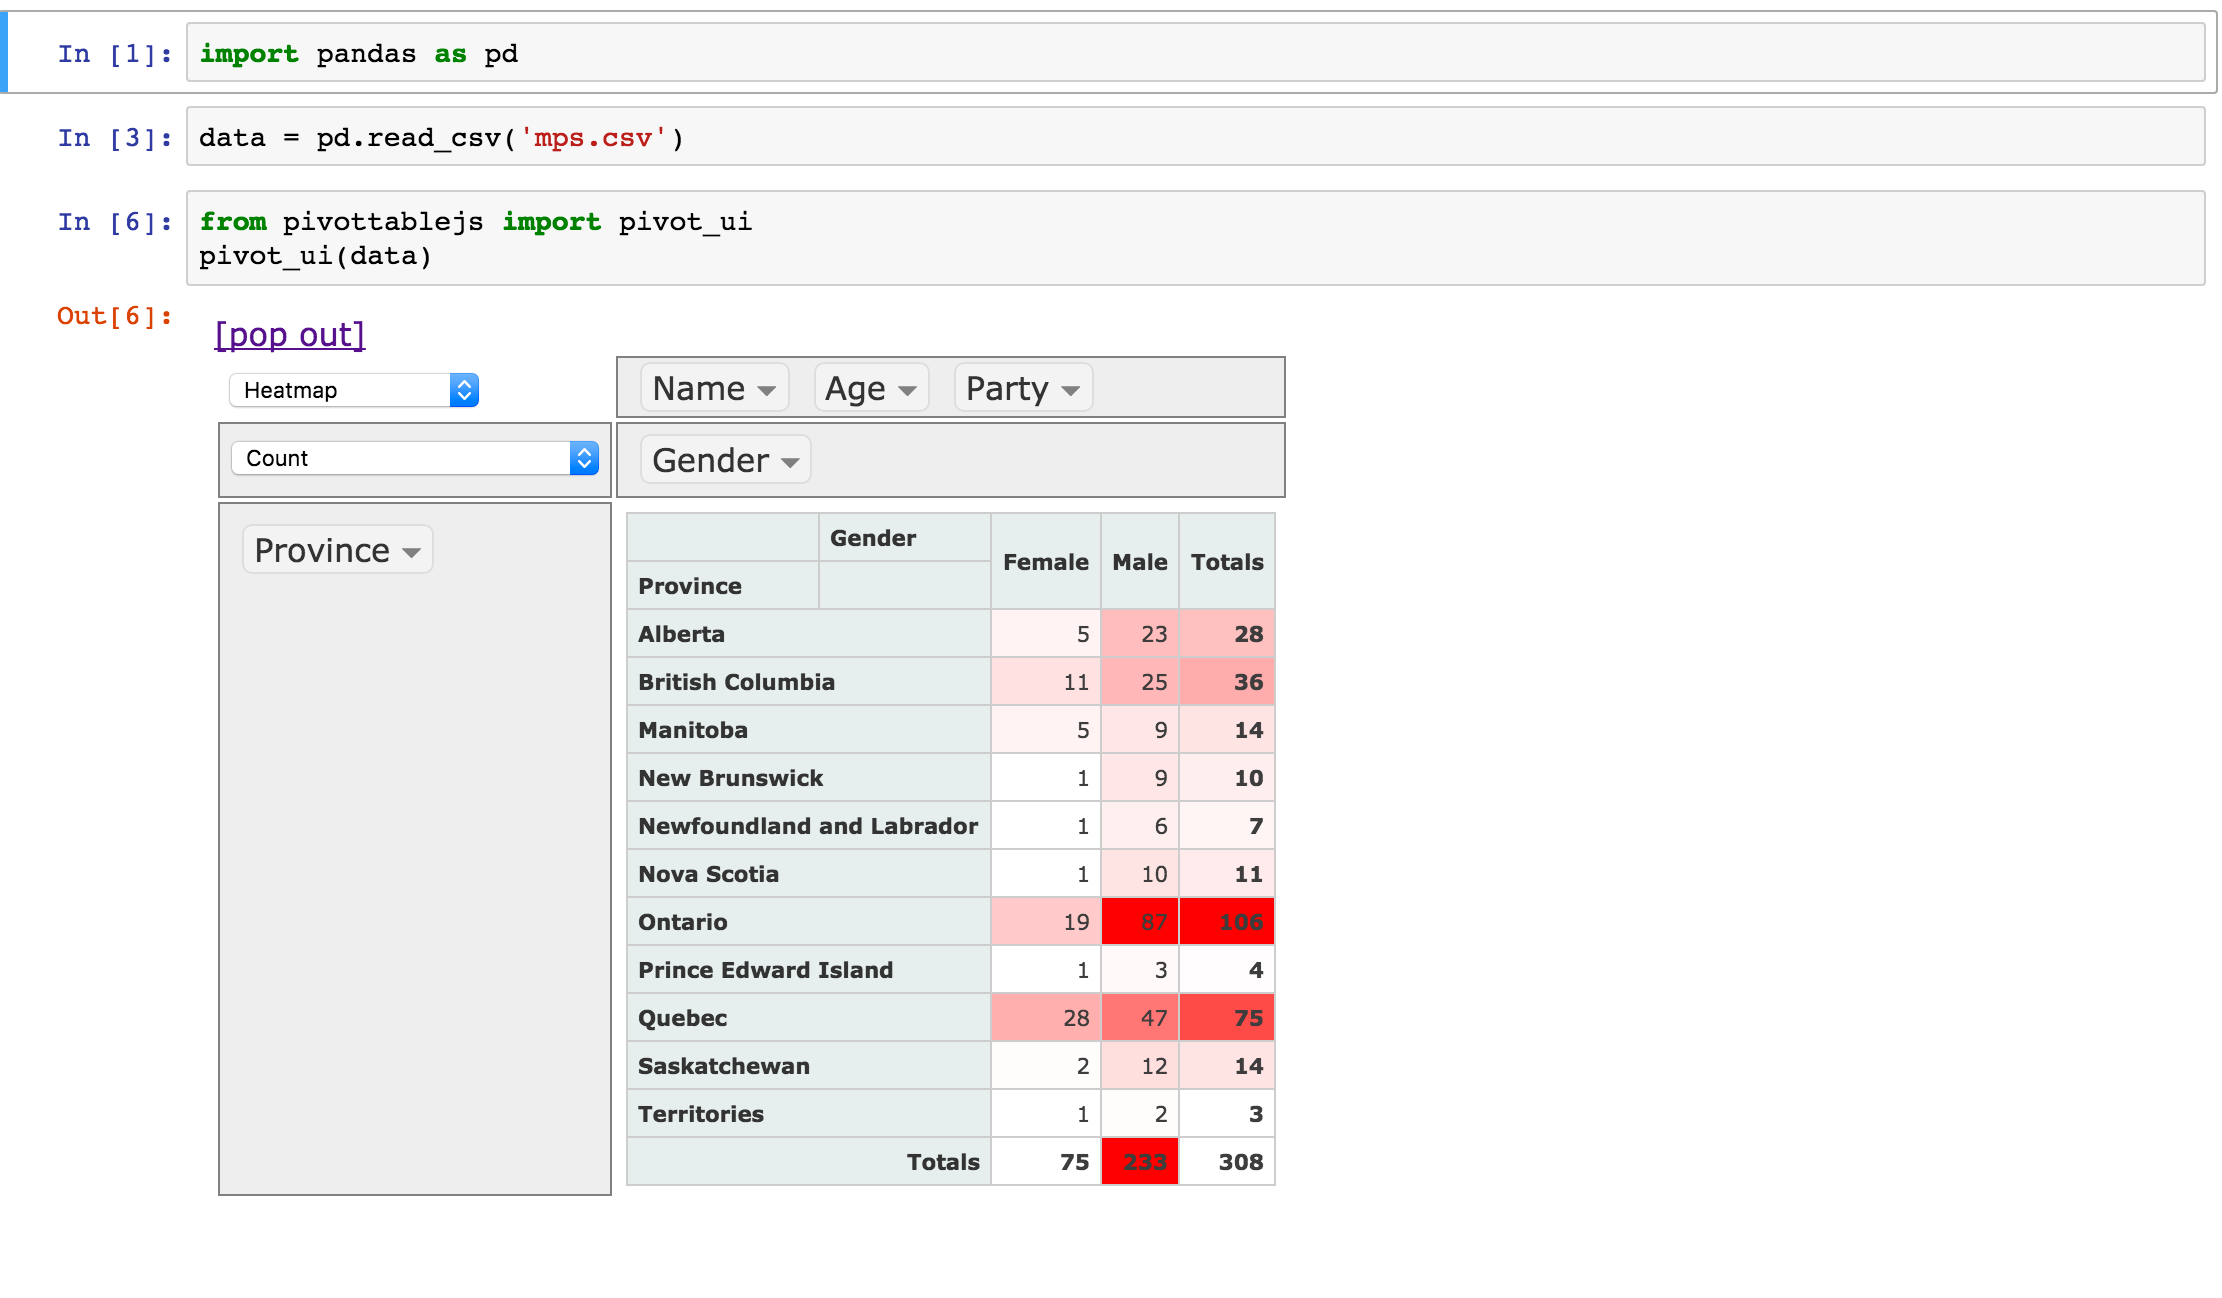 In [1]: import pandas as pd
In [3]: data = pd.read_csv('mps.csv')
In [6]: from pivottablejs import pivot_ui
pivot_ui(data)
Out[6]:
[pop out]
Heatmap
Name Age Party
Count
Gender
Province
Gender
Female Male Totals
Province
Alberta 5 23 28
British Columbia 11 25 36
Manitoba 5 9 14
New Brunswick 1 9 10
Newfoundland and Labrador 1 6 7
Nova Scotia 1 10 11
Ontario 19 87 106
Prince Edward Island 1 3 4
Quebec 28 47 75
Saskatchewan 2 12 14
Territories 1 2 3
Totals 75 233 308